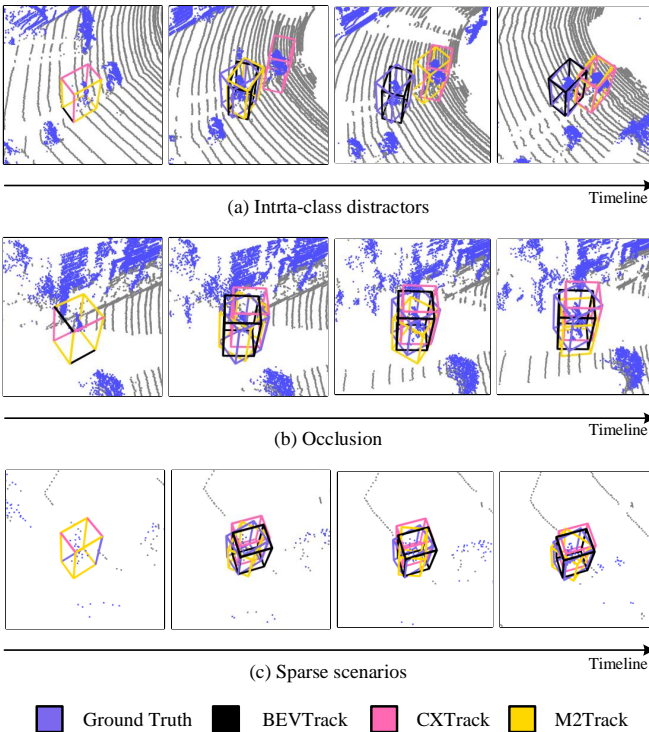 Timeline
(a) Intrta-class distractors
Timeline
(b) Occlusion
Timeline
(c) Sparse scenarios
Ground Truth BEVTrack CXTrack M2Track